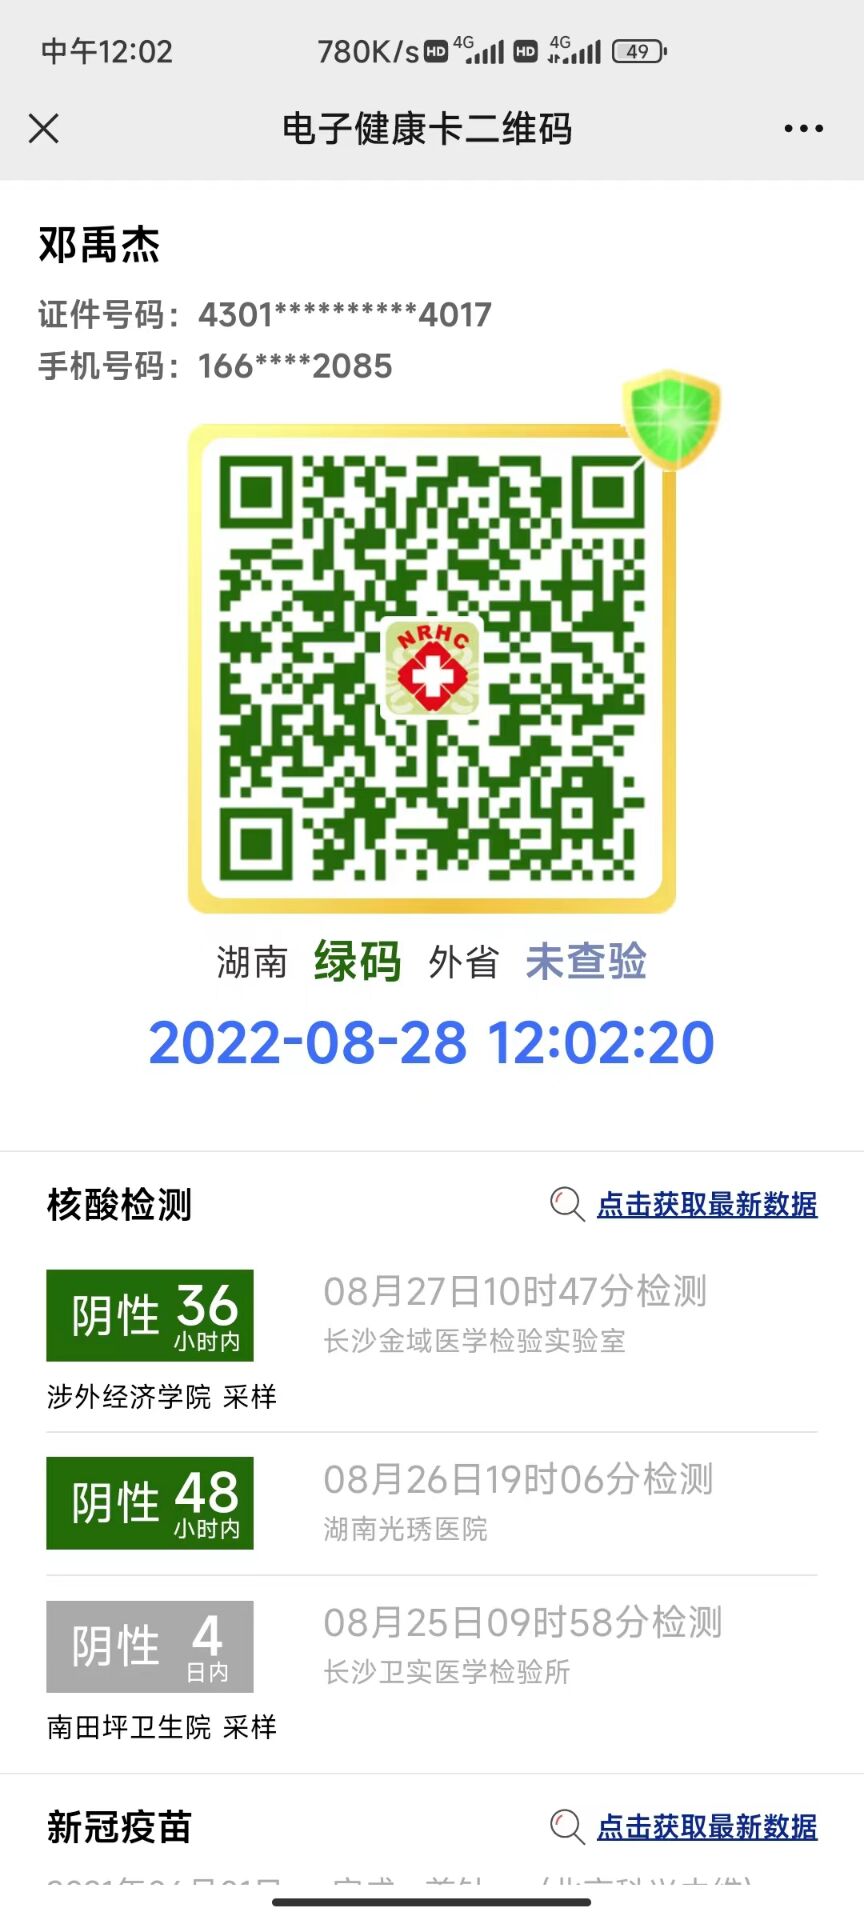 中午12:02 780K/s HD 4G HD 4G 49
电子健康卡二维码
邓禹杰
证件号码：4301**********4017
手机号码：166****2085
NRHC
湖南 绿码 外省 未查验
2022-08-28 12:02:20
核酸检测 点击获取最新数据
阴性 36 小时内 08月27日10时47分检测
长沙金域医学检验实验室
涉外经济学院 采样
阴性 48 小时内 08月26日19时06分检测
湖南光琇医院
阴性 4 日内 08月25日09时58分检测
长沙卫实医学检验所
南田坪卫生院 采样
新冠疫苗 点击获取最新数据